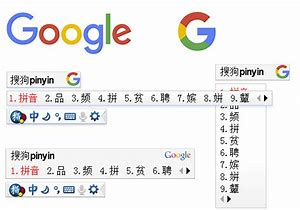 Google G
搜狗pinyin
搜狗pinyin
1.拼音 2.品 3.频 4.拼 5.贫 6.聘 7.嫔 8.姘 9.颦
1.拼音
2.品
3.频
4.拼
5.贫
6.聘
7.嫔
8.姘
9.颦
中
搜狗pinyin Google
1.拼音 2.品 3.频 4.拼 5.贫 6.聘
中